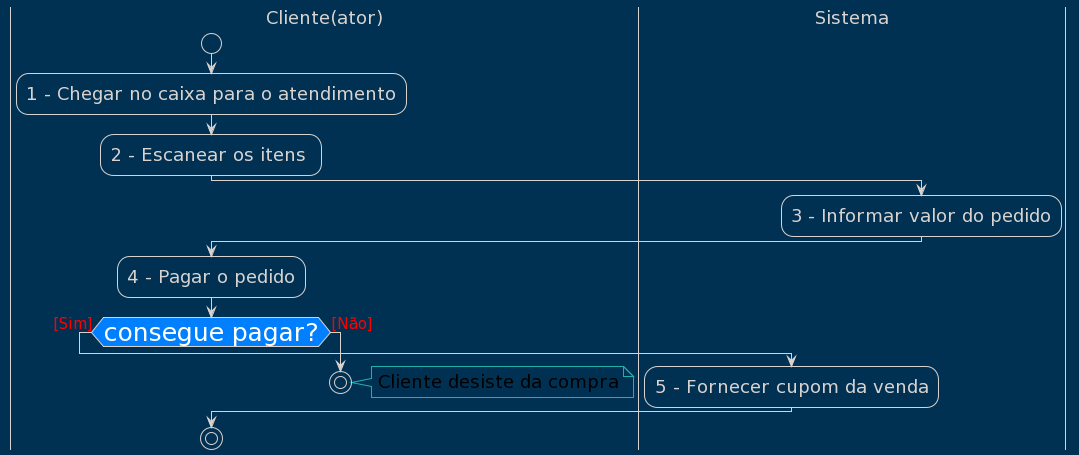 Cliente(ator)
Sistema
1 - Chegar no caixa para o atendimento
2 - Escanear os itens
3 - Informar valor do pedido
4 - Pagar o pedido
[Sim]
consegue pagar?
[Não]
Cliente desiste da compra
5 - Fornecer cupom da venda